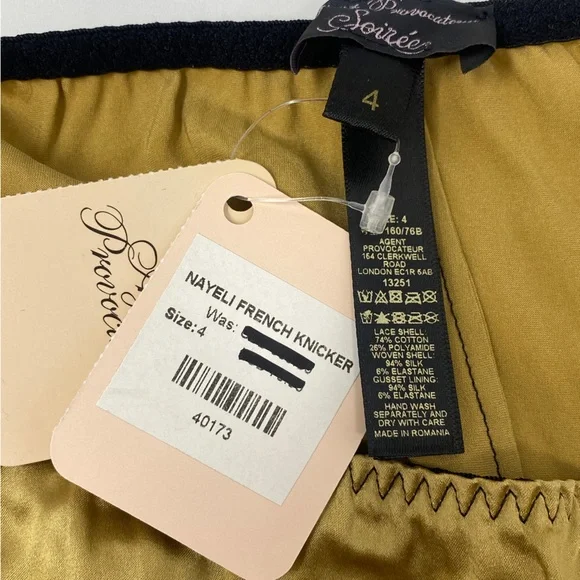 Provocateur
Soirée
4
SIZE: 4
160/76B
AGENT
PROVOCATEUR
154 CLERKWELL
ROAD
LONDON EC1R 5AB
13251
LACE SHELL:
74% COTTON
26% POLYAMIDE
WOVEN SHELL:
94% SILK
6% ELASTANE
GUSSET LINING:
94% SILK
6% ELASTANE
HAND WASH
SEPARATELY AND
DRY WITH CARE
MADE IN ROMANIA
Provoc
NAYELI FRENCH KNICKER
Was:
Size: 4
40173